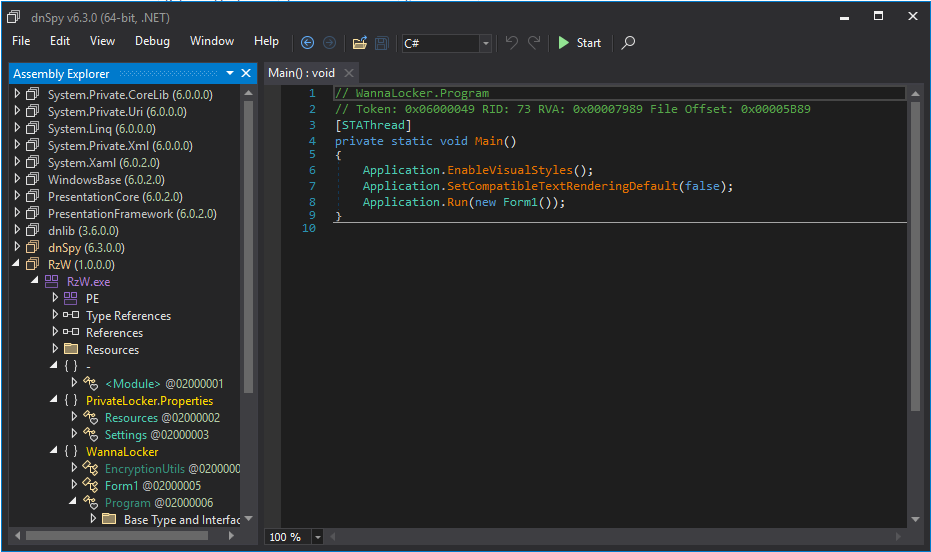 dnSpy v6.3.0 (64-bit, .NET)
File Edit View Debug Window Help C# Start
Assembly Explorer
System.Private.CoreLib (6.0.0.0)
System.Private.Uri (6.0.0.0)
System.Linq (6.0.0.0)
System.Private.Xml (6.0.0.0)
System.Xaml (6.0.2.0)
WindowsBase (6.0.2.0)
PresentationCore (6.0.2.0)
PresentationFramework (6.0.2.0)
dnlib (3.6.0.0)
dnSpy (6.3.0.0)
RzW (1.0.0.0)
RzW.exe
PE
Type References
References
Resources
{ } -
<Module> @02000001
{ } PrivateLocker.Properties
Resources @02000002
Settings @02000003
{ } WannaLocker
EncryptionUtils @0200000
Form1 @02000005
Program @02000006
Base Type and Interfac
Main() : void
1 // WannaLocker.Program
2 // Token: 0x06000049 RID: 73 RVA: 0x00007989 File Offset: 0x00005B89
3 [STAThread]
4 private static void Main()
5 {
6 Application.EnableVisualStyles();
7 Application.SetCompatibleTextRenderingDefault(false);
8 Application.Run(new Form1());
9 }
10
100 %